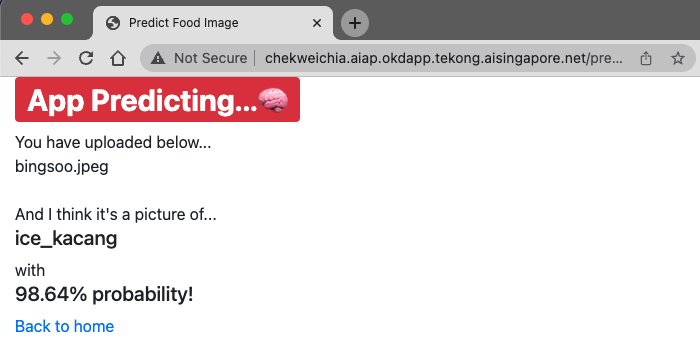 Predict Food Image
Not Secure | chekweichia.aiap.okdapp.tekong.aisingapore.net/pre...
App Predicting...🧠
You have uploaded below...
bingsoo.jpeg
And I think it's a picture of...
ice_kacang
with
98.64% probability!
Back to home